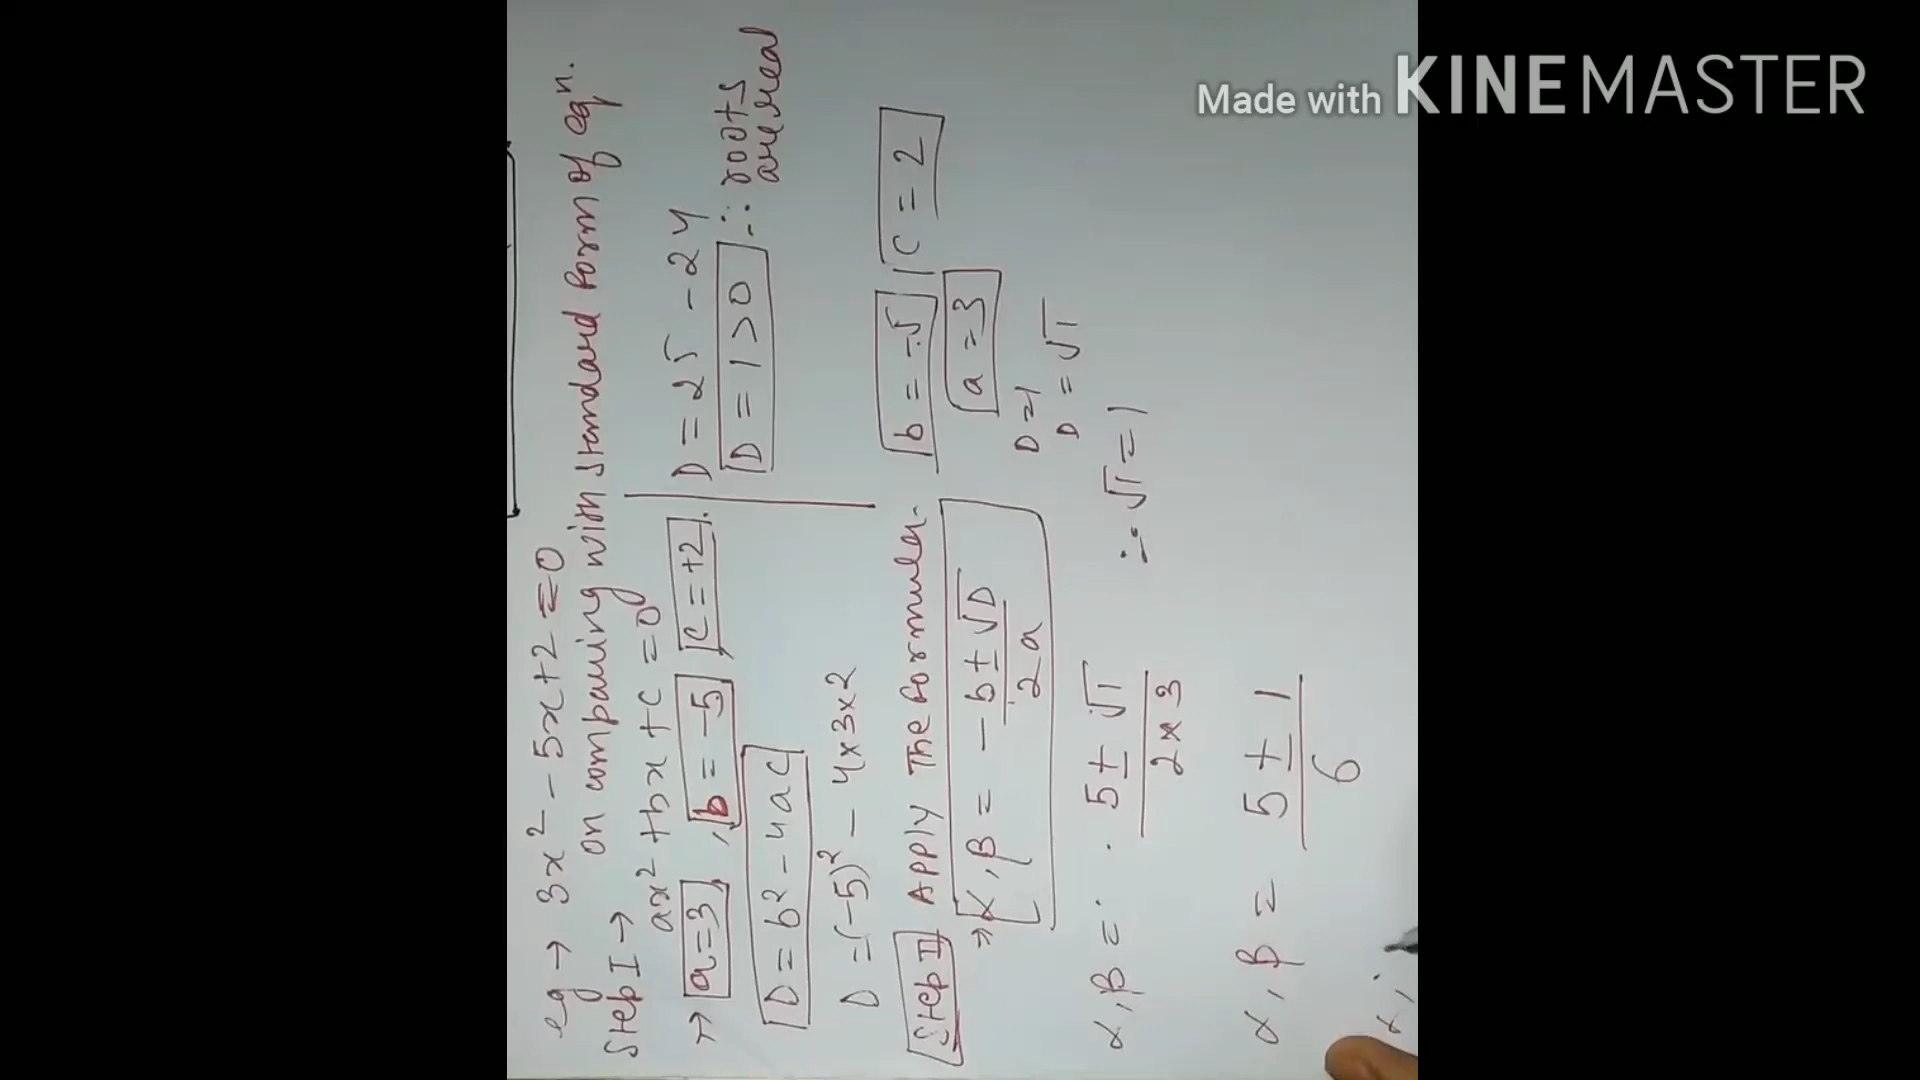 Made with KINEMASTER
eg → 3x² - 5x + 2 = 0
Step I → on comparing with standard form of eqⁿ.
ax² + bx + c = 0
→ a = 3, b = -5, c = +2.
D = b² - 4ac
D = (-5)² - 4×3×2
D = 25 - 24
D = 1 > 0 ∴ roots are real
Step II APPLY The formula.
→ α, β = -b ± √D / 2a
b = -5, c = 2
a = 3
D = 1
D = √1
α, β = 5 ± √1 / 2×3
∴ √1 = 1
α, β = 5 ± 1 / 6
α,